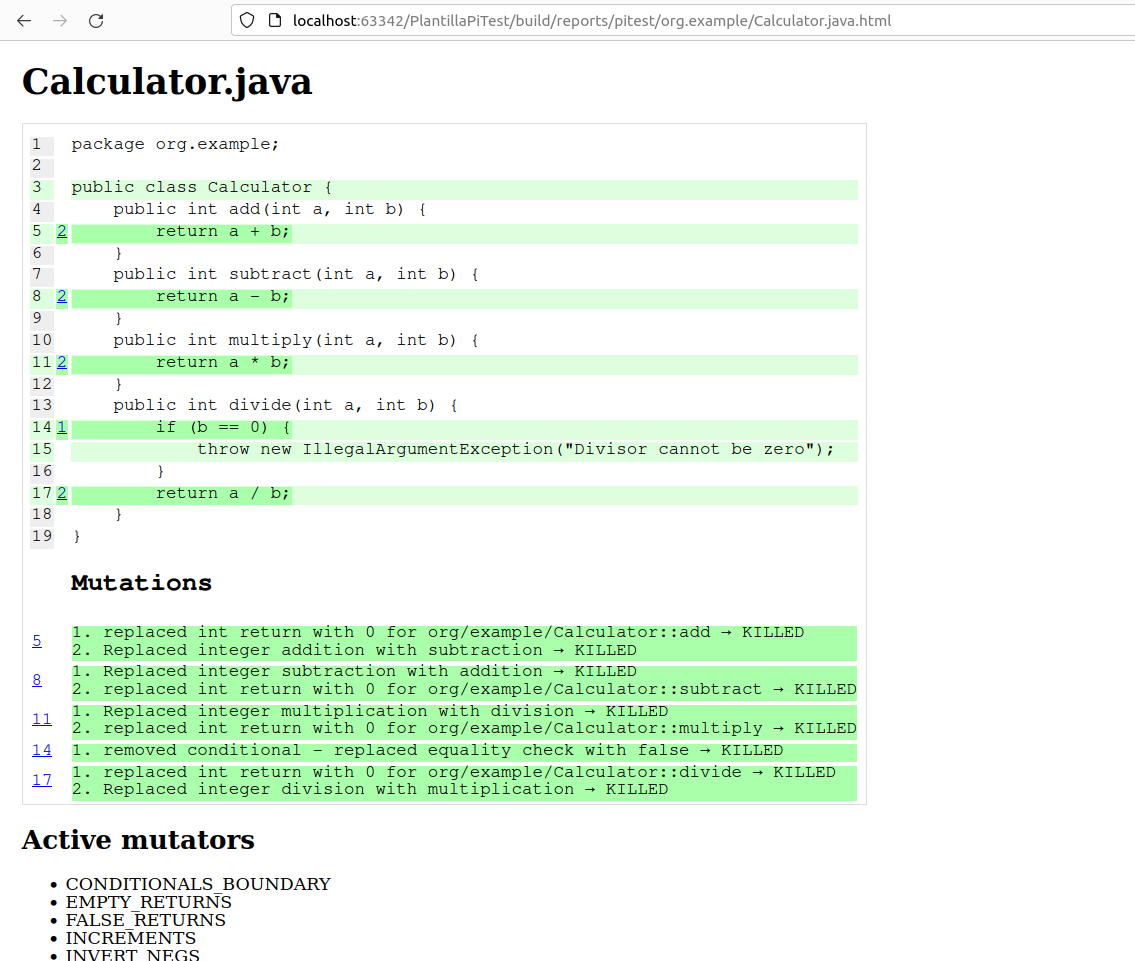 localhost:63342/PlantillaPiTest/build/reports/pitest/org.example/Calculator.java.html
Calculator.java
1 package org.example;
2
3 public class Calculator {
4     public int add(int a, int b) {
5 2         return a + b;
6     }
7     public int subtract(int a, int b) {
8 2         return a - b;
9     }
10     public int multiply(int a, int b) {
11 2         return a * b;
12     }
13     public int divide(int a, int b) {
14 1         if (b == 0) {
15             throw new IllegalArgumentException("Divisor cannot be zero");
16         }
17 2         return a / b;
18     }
19 }
Mutations
5 1. replaced int return with 0 for org/example/Calculator::add → KILLED
2. Replaced integer addition with subtraction → KILLED
8 1. Replaced integer subtraction with addition → KILLED
2. replaced int return with 0 for org/example/Calculator::subtract → KILLED
11 1. Replaced integer multiplication with division → KILLED
2. replaced int return with 0 for org/example/Calculator::multiply → KILLED
14 1. removed conditional - replaced equality check with false → KILLED
17 1. replaced int return with 0 for org/example/Calculator::divide → KILLED
2. Replaced integer division with multiplication → KILLED
Active mutators
• CONDITIONALS_BOUNDARY
• EMPTY_RETURNS
• FALSE_RETURNS
• INCREMENTS
• INVERT_NEGS